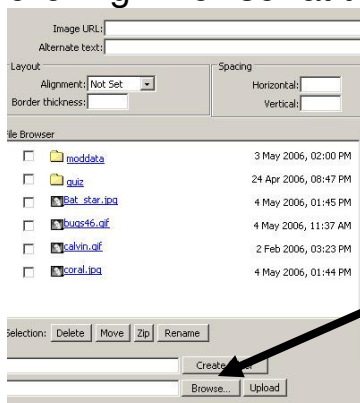 Image URL:
Alternate text:
Layout Spacing
Alignment: Not Set Horizontal:
Border thickness: Vertical:
File Browser
moddata 3 May 2006, 02:00 PM
quiz 24 Apr 2006, 08:47 PM
Bat_star.jpg 4 May 2006, 01:45 PM
bugs46.gif 4 May 2006, 11:37 AM
calvin.gif 2 Feb 2006, 03:23 PM
coral.jpg 4 May 2006, 01:44 PM
Selection: Delete Move Zip Rename
Browse... Upload